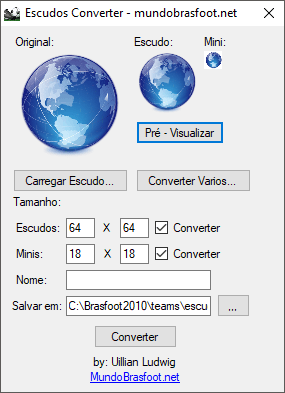 Escudos Converter - mundobrasfoot.net
Original: Escudo: Mini:
Pré - Visualizar
Carregar Escudo... Converter Varios...
Tamanho:
Escudos: 64 X 64 Converter
Minis: 18 X 18 Converter
Nome:
Salvar em: C:\Brasfoot2010\teams\escu ...
Converter
by: Uillian Ludwig
MundoBrasfoot.net